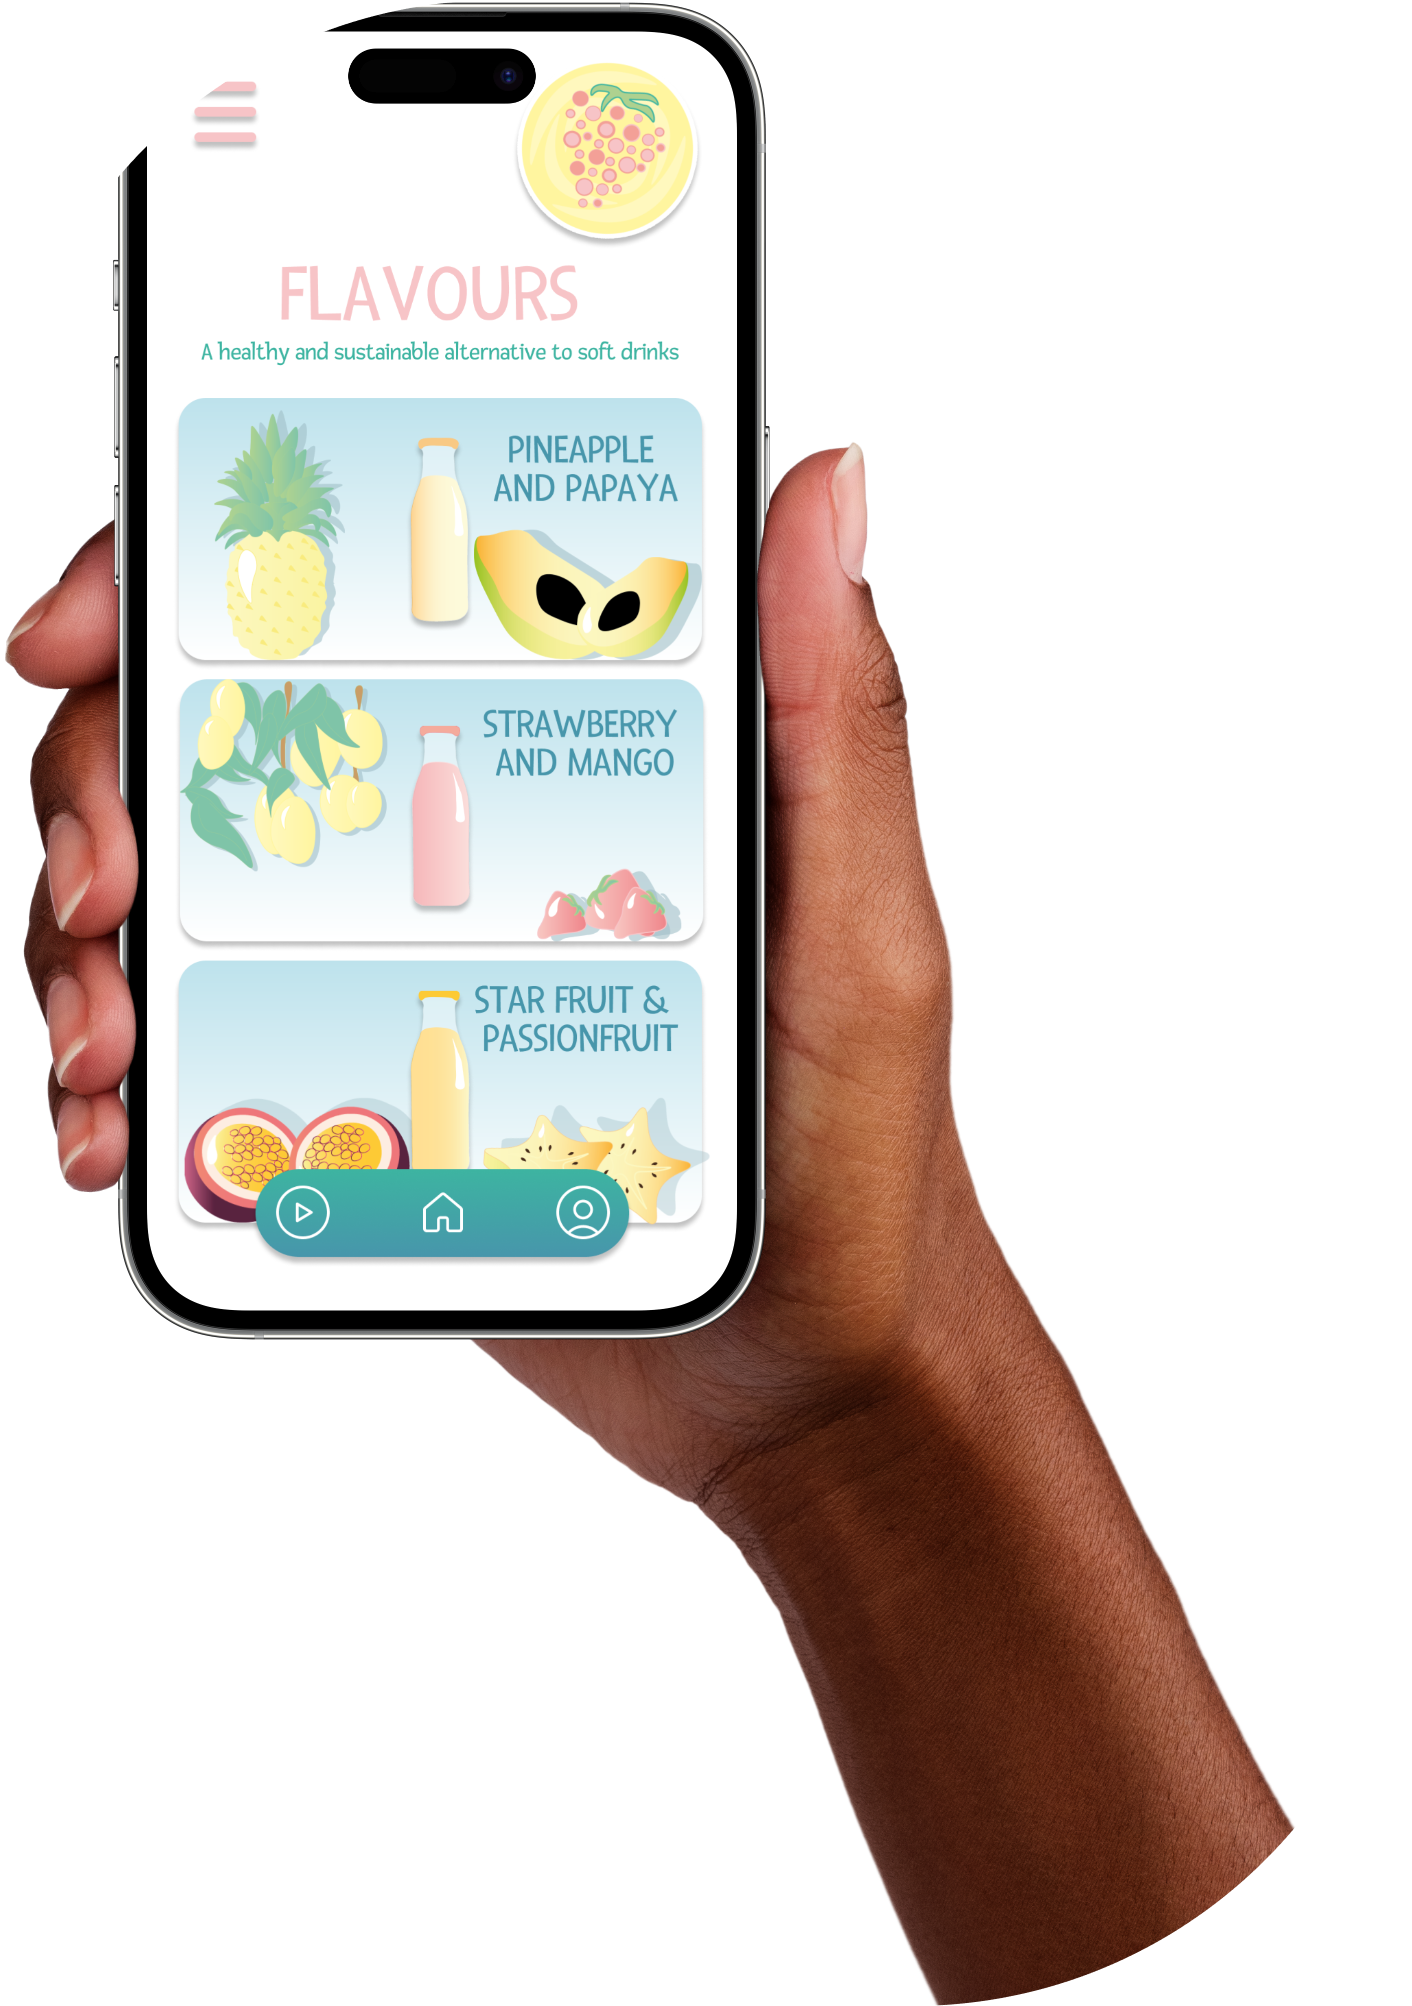 FLAVOURS
A healthy and sustainable alternative to soft drinks
PINEAPPLE
AND PAPAYA
STRAWBERRY
AND MANGO
STAR FRUIT &
PASSIONFRUIT